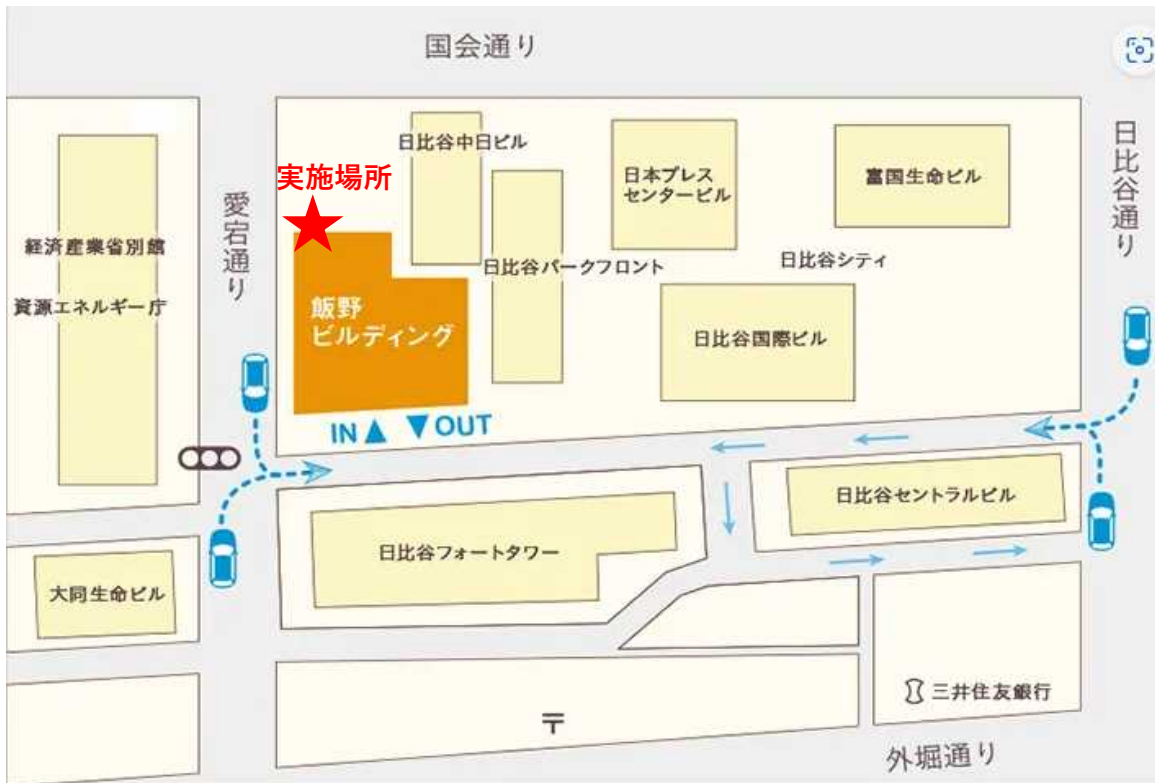 国会通り
日比谷通り
愛宕通り
実施場所
日比谷中日ビル
日本プレス
センタービル
富国生命ビル
経済産業省別館
資源エネルギー庁
日比谷パークフロント
日比谷シティ
飯野
ビルディング
日比谷国際ビル
IN OUT
日比谷セントラルビル
日比谷フォートタワー
大同生命ビル
〒
三井住友銀行
外堀通り